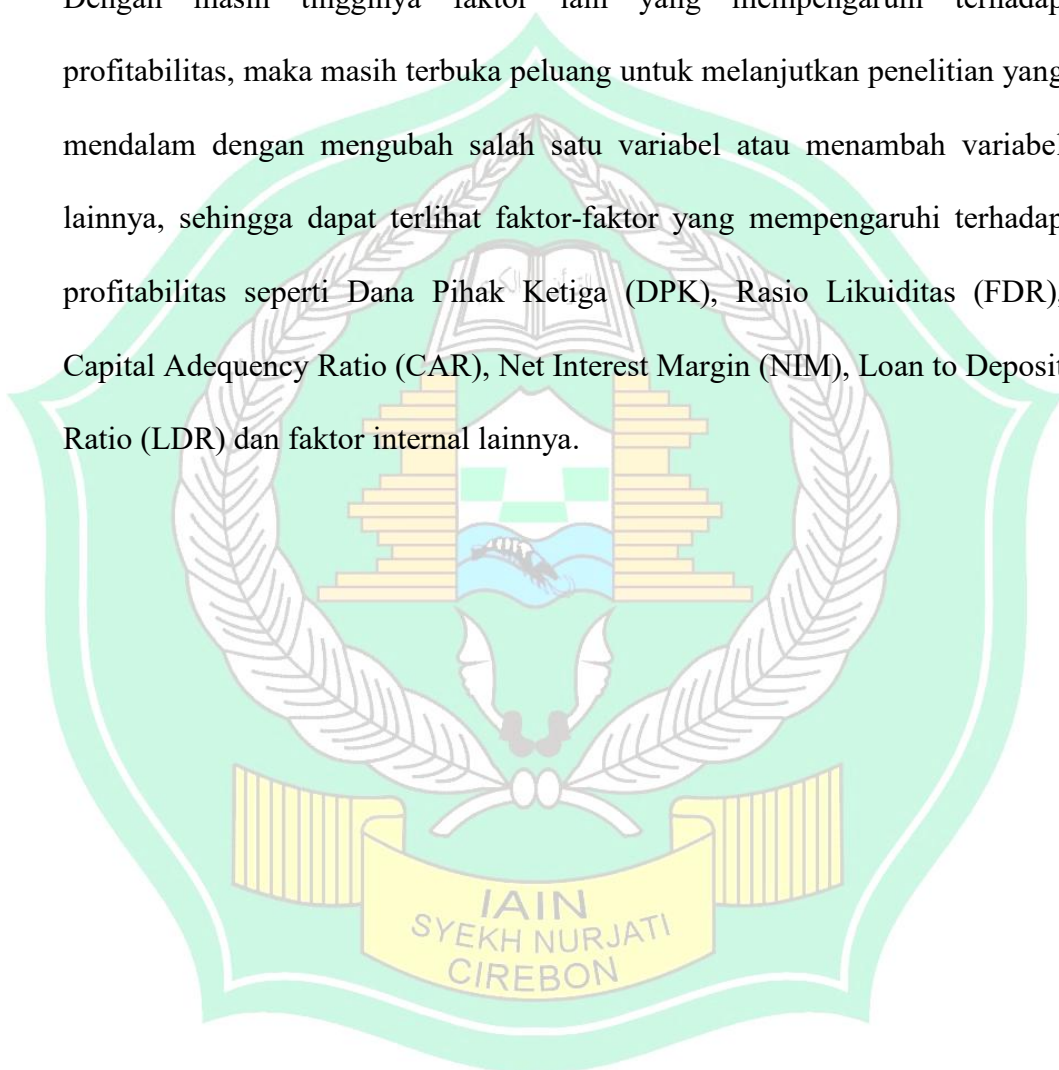 Dengan masih tingginya faktor lain yang mempengaruhi terhadap
profitabilitas, maka masih terbuka peluang untuk melanjutkan penelitian yang
mendalam dengan mengubah salah satu variabel atau menambah variabel
lainnya, sehingga dapat terlihat faktor-faktor yang mempengaruhi terhadap
profitabilitas seperti Dana Pihak Ketiga (DPK), Rasio Likuiditas (FDR),
Capital Adequency Ratio (CAR), Net Interest Margin (NIM), Loan to Deposit
Ratio (LDR) dan faktor internal lainnya.
IAIN
SYEKH NURJATI
CIREBON